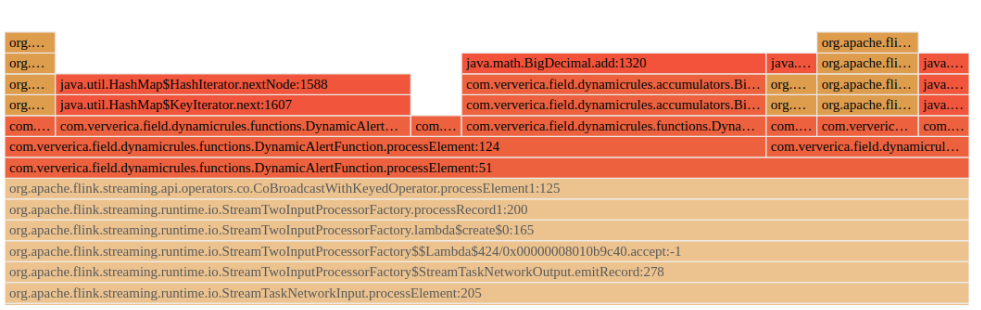 org.… org.apache.fli…
org.… java.math.BigDecimal.add:1320 java.… org.apache.fli… java.…
org.… java.util.HashMap$HashIterator.nextNode:1588 com.ververica.field.dynamicrules.accumulators.Bi… org.… org.apache.fli… java.…
org.… java.util.HashMap$KeyIterator.next:1607 com.ververica.field.dynamicrules.accumulators.Bi… org.… org.apache.fli… java.…
com.… com.ververica.field.dynamicrules.functions.DynamicAlert… com.… com.ververica.field.dynamicrules.functions.Dyna… com.… com.ververic… com.…
com.ververica.field.dynamicrules.functions.DynamicAlertFunction.processElement:124 com.ververica.field.dynamicrul…
com.ververica.field.dynamicrules.functions.DynamicAlertFunction.processElement:51
org.apache.flink.streaming.api.operators.co.CoBroadcastWithKeyedOperator.processElement1:125
org.apache.flink.streaming.runtime.io.StreamTwoInputProcessorFactory.processRecord1:200
org.apache.flink.streaming.runtime.io.StreamTwoInputProcessorFactory.lambda$create$0:165
org.apache.flink.streaming.runtime.io.StreamTwoInputProcessorFactory$$Lambda$424/0x00000008010b9c40.accept:-1
org.apache.flink.streaming.runtime.io.StreamTwoInputProcessorFactory$StreamTaskNetworkOutput.emitRecord:278
org.apache.flink.streaming.runtime.io.StreamTaskNetworkInput.processElement:205